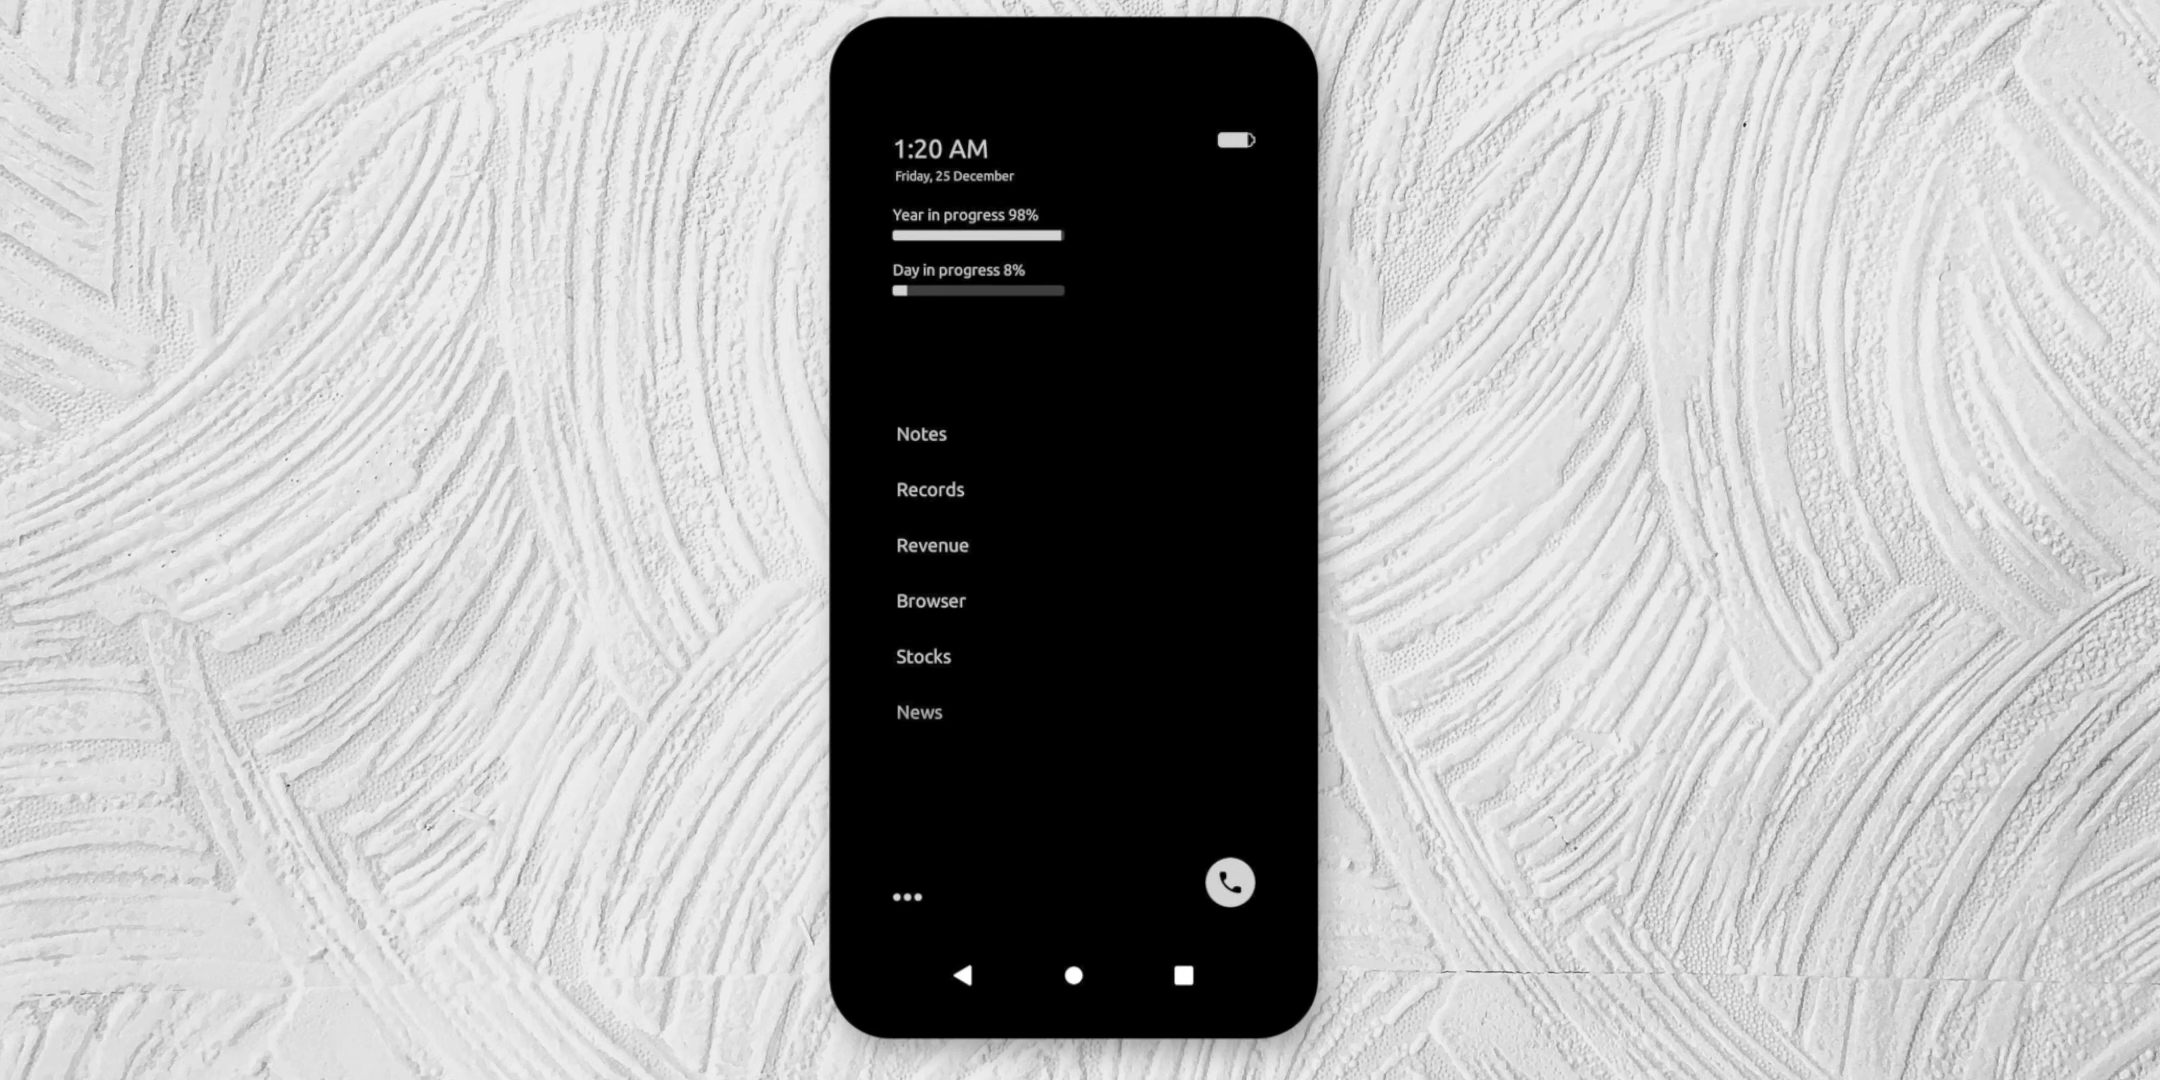 1:20 AM
Friday, 25 December
Year in progress 98%
Day in progress 8%
Notes
Records
Revenue
Browser
Stocks
News